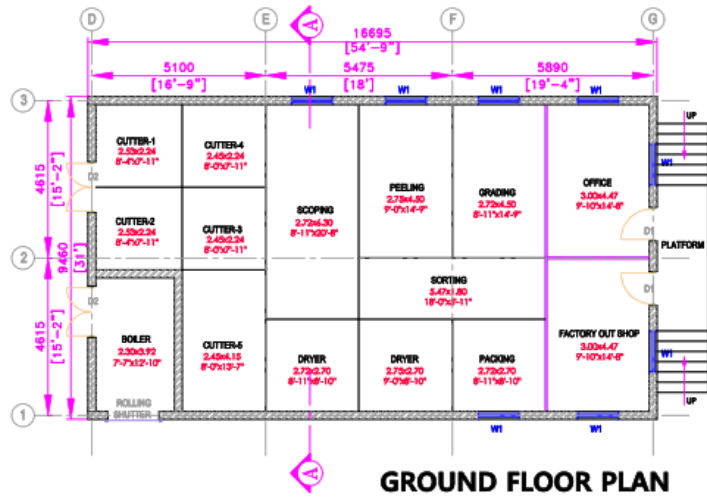 D E F G
A
16695
[54'-9"]
5100 5475 5890
[16'-9"] [18'] [19'-4"]
W1 W1 W1 W1
3
UP
CUTTER-1
2.53x2.24
8'-4"x7'-11"
CUTTER-4
2.45x2.24
8'-0"x7'-11"
4615
[15'-2"]
D2
W1
SCOPING
2.72x6.30
8'-11"x20'-8"
PEELING
2.75x4.50
9'-0"x14'-9"
GRADING
2.72x4.50
8'-11"x14'-9"
OFFICE
3.00x4.47
9'-10"x14'-8"
CUTTER-2
2.53x2.24
8'-4"x7'-11"
CUTTER-3
2.45x2.24
8'-0"x7'-11"
D1
PLATFORM
2
9460
[31']
SORTING
5.47x1.80
18'-0"x5'-11"
D2
D1
4615
[15'-2"]
BOILER
2.30x3.92
7'-7"x12'-10"
CUTTER-5
2.45x4.15
8'-0"x13'-7"
DRYER
2.72x2.70
8'-11"x8'-10"
DRYER
2.75x2.70
9'-0"x8'-10"
PACKING
2.72x2.70
8'-11"x8'-10"
FACTORY OUT SHOP
3.00x4.47
9'-10"x14'-8"
W1
ROLLING
SHUTTER
UP
1
W1 W1
A
GROUND FLOOR PLAN